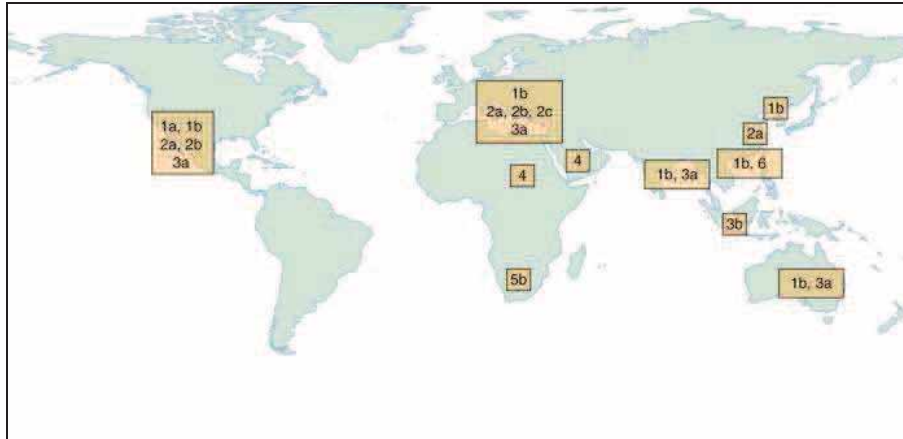 1b
2a, 2b, 2c
3a
1b
1a, 1b
2a, 2b
3a
2a
4
1b, 6
4
1b, 3a
3b
5b
1b, 3a